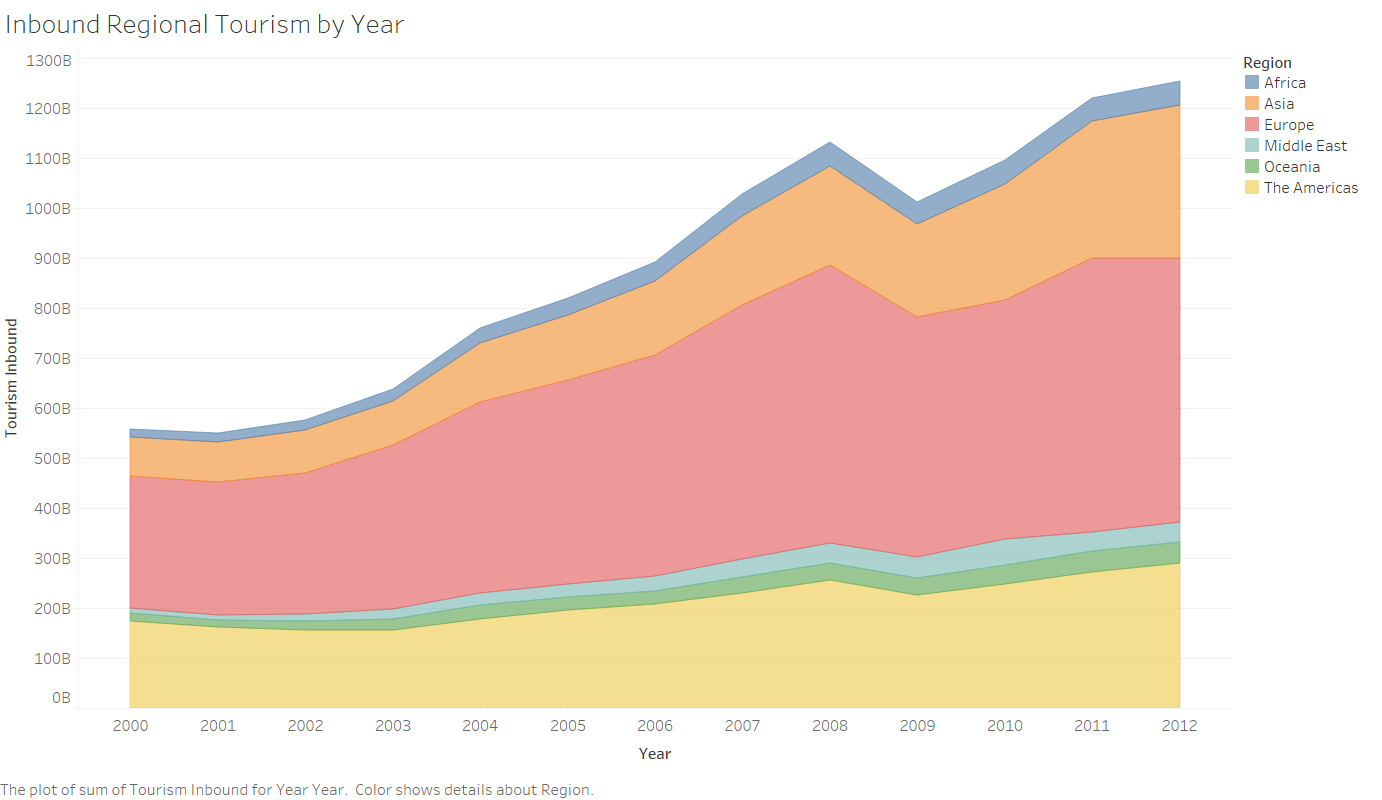 Inbound Regional Tourism by Year
1300B
1200B
1100B
1000B
900B
800B
700B
600B
500B
400B
300B
200B
100B
0B
Tourism Inbound
2000 2001 2002 2003 2004 2005 2006 2007 2008 2009 2010 2011 2012
Year
Region
Africa
Asia
Europe
Middle East
Oceania
The Americas
The plot of sum of Tourism Inbound for Year Year. Color shows details about Region.